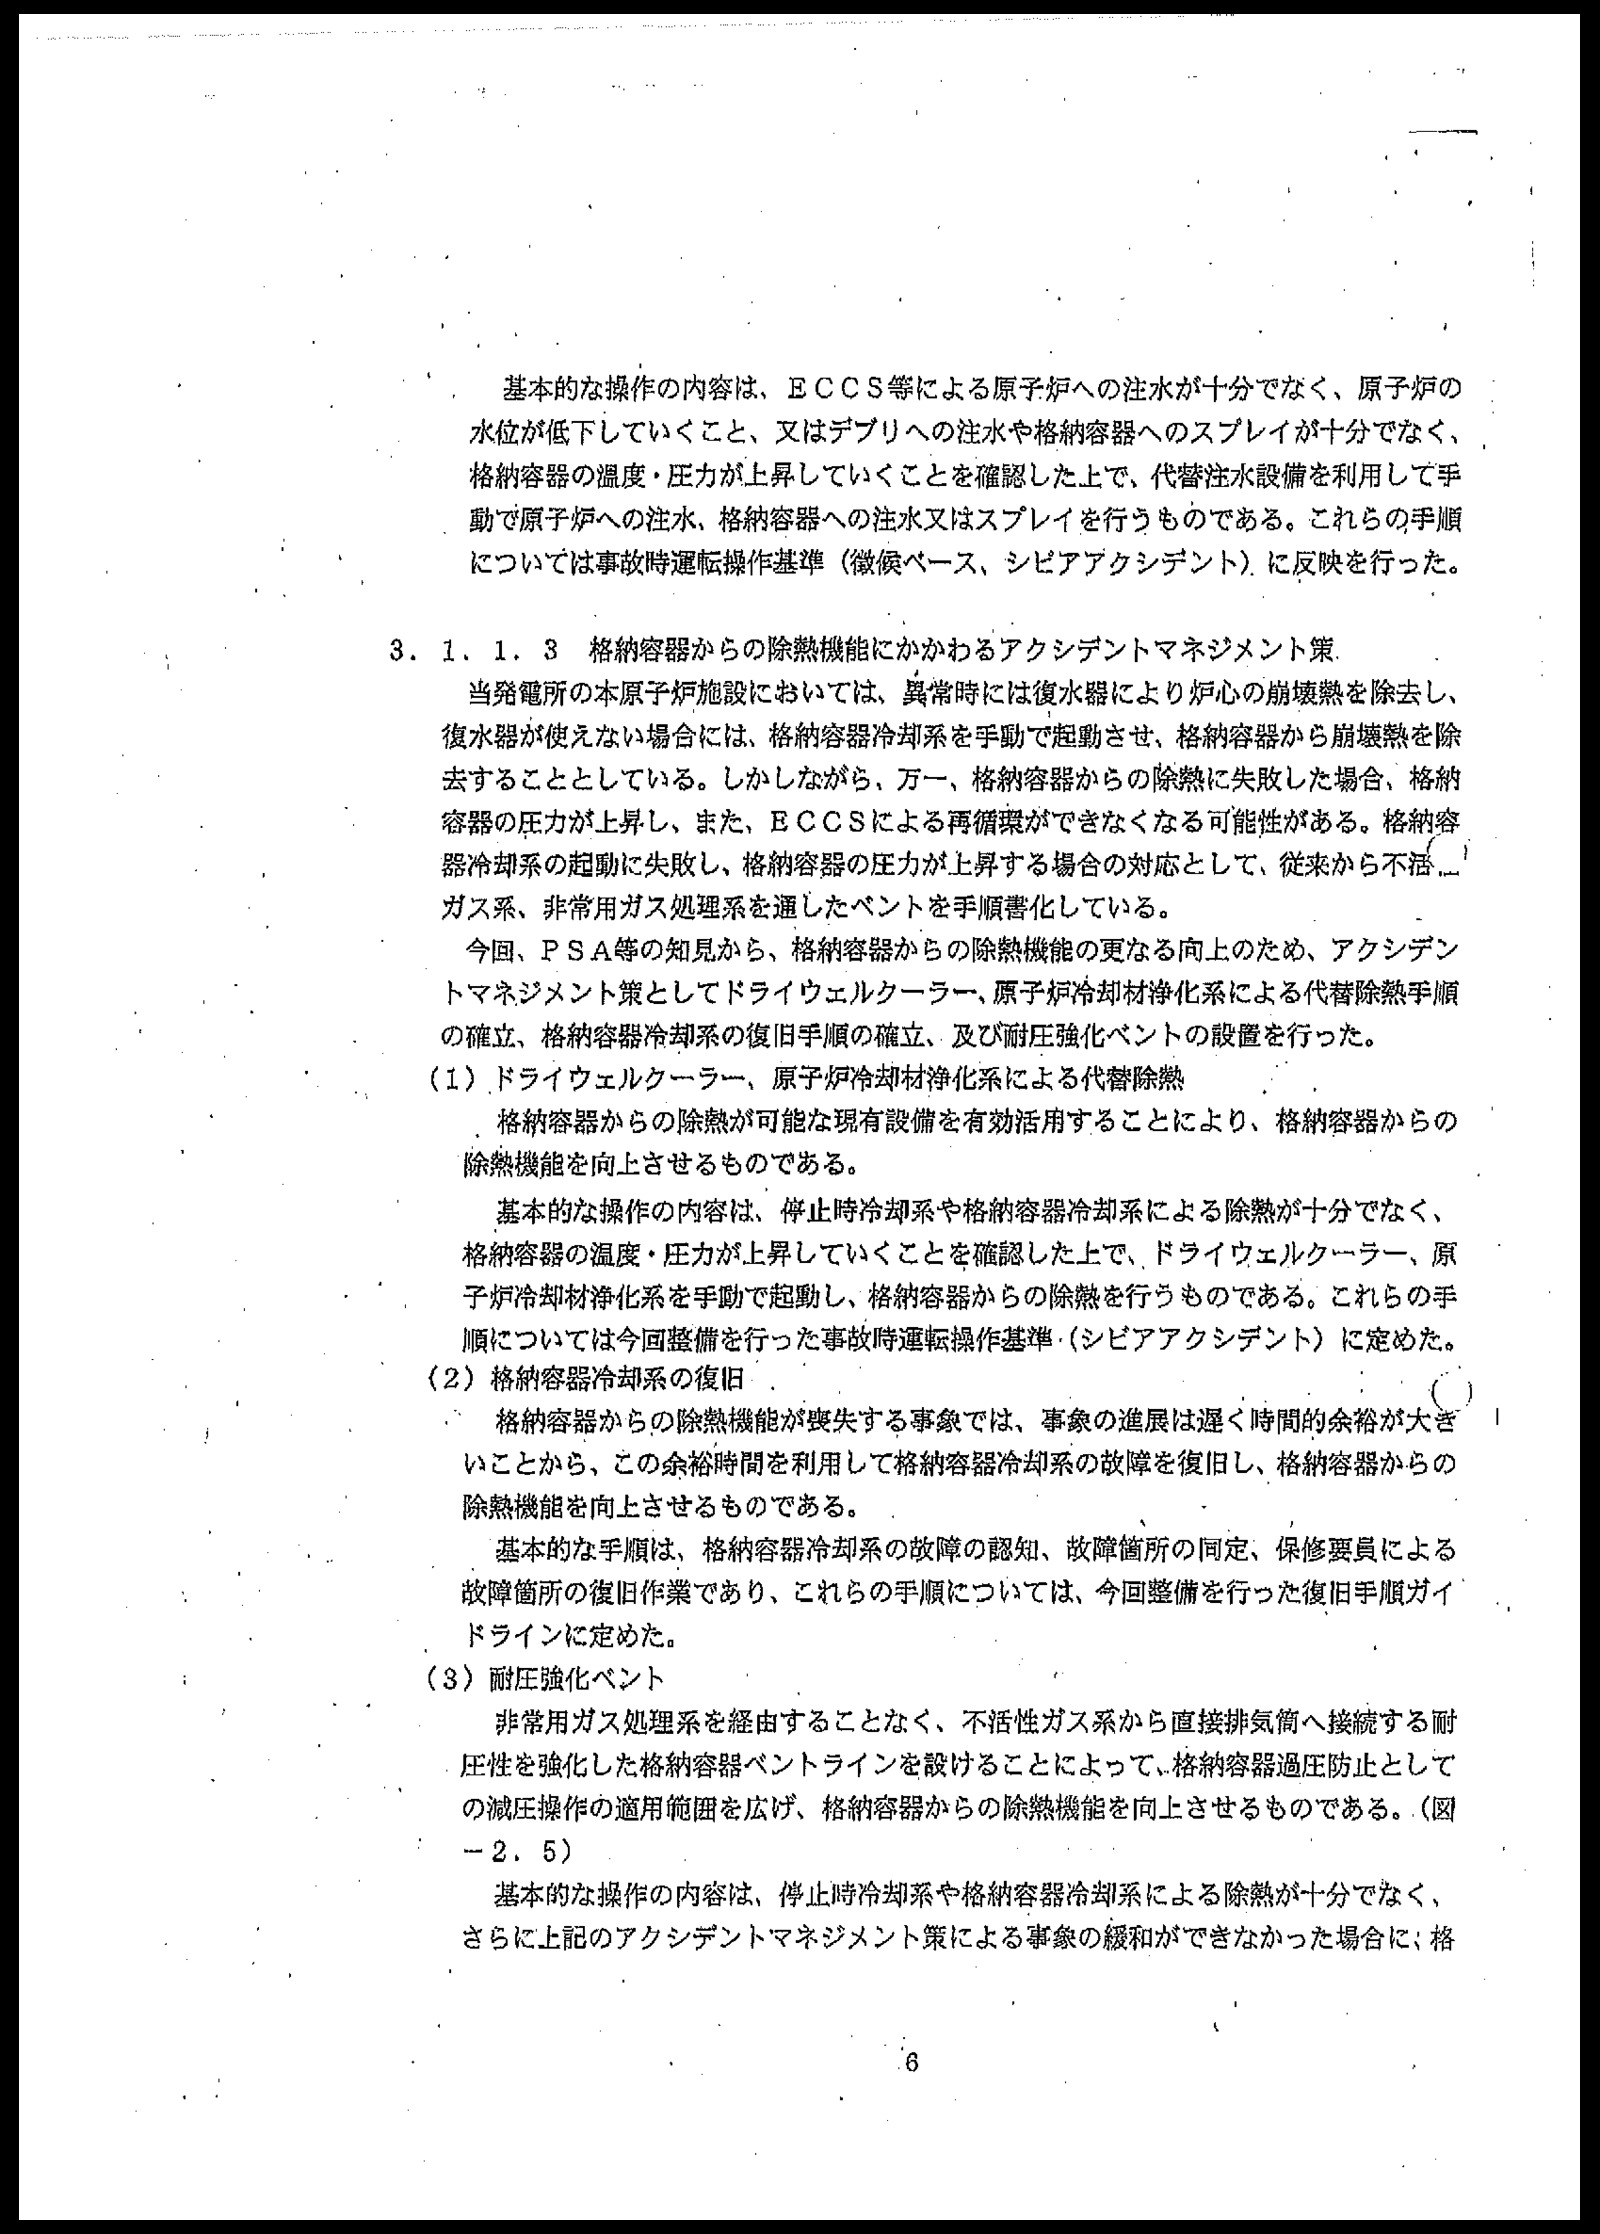 基本的な操作の内容は、ＥＣＣＳ等による原子炉への注水が十分でなく、原子炉の
水位が低下していくこと、又はデブリへの注水や格納容器へのスプレイが十分でなく、
格納容器の温度・圧力が上昇していくことを確認した上で、代替注水設備を利用して手
動で原子炉への注水、格納容器への注水又はスプレイを行うものである。これらの手順
については事故時運転操作基準（徴候ベース、シビアアクシデント）に反映を行った。
３．１．１．３　格納容器からの除熱機能にかかわるアクシデントマネジメント策
当発電所の本原子炉施設においては、異常時には復水器により炉心の崩壊熱を除去し、
復水器が使えない場合には、格納容器冷却系を手動で起動させ、格納容器から崩壊熱を除
去することとしている。しかしながら、万一、格納容器からの除熱に失敗した場合、格納
容器の圧力が上昇し、また、ＥＣＣＳによる再循環ができなくなる可能性がある。格納容
器冷却系の起動に失敗し、格納容器の圧力が上昇する場合の対応として、従来から不活
ガス系、非常用ガス処理系を通したベントを手順書化している。
今回、ＰＳＡ等の知見から、格納容器からの除熱機能の更なる向上のため、アクシデン
トマネジメント策としてドライウェルクーラー、原子炉冷却材浄化系による代替除熱手順
の確立、格納容器冷却系の復旧手順の確立、及び耐圧強化ベントの設置を行った。
（１）ドライウェルクーラー、原子炉冷却材浄化系による代替除熱
格納容器からの除熱が可能な現有設備を有効活用することにより、格納容器からの
除熱機能を向上させるものである。
基本的な操作の内容は、停止時冷却系や格納容器冷却系による除熱が十分でなく、
格納容器の温度・圧力が上昇していくことを確認した上で、ドライウェルクーラー、原
子炉冷却材浄化系を手動で起動し、格納容器からの除熱を行うものである。これらの手
順については今回整備を行った事故時運転操作基準（シビアアクシデント）に定めた。
（２）格納容器冷却系の復旧
格納容器からの除熱機能が喪失する事象では、事象の進展は遅く時間的余裕が大き
いことから、この余裕時間を利用して格納容器冷却系の故障を復旧し、格納容器からの
除熱機能を向上させるものである。
基本的な手順は、格納容器冷却系の故障の認知、故障箇所の同定、保修要員による
故障箇所の復旧作業であり、これらの手順については、今回整備を行った復旧手順ガイ
ドラインに定めた。
（３）耐圧強化ベント
非常用ガス処理系を経由することなく、不活性ガス系から直接排気筒へ接続する耐
圧性を強化した格納容器ベントラインを設けることによって、格納容器過圧防止として
の減圧操作の適用範囲を広げ、格納容器からの除熱機能を向上させるものである。（図
－２．５）
基本的な操作の内容は、停止時冷却系や格納容器冷却系による除熱が十分でなく、
さらに上記のアクシデントマネジメント策による事象の緩和ができなかった場合に、格
6